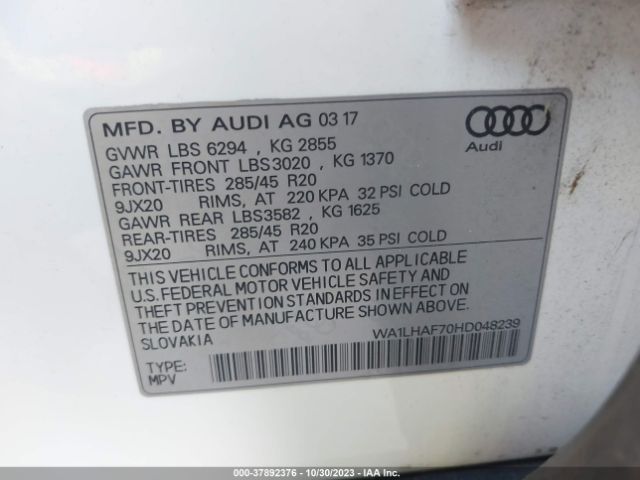 MFD. BY AUDI AG 03 17
GVWR LBS 6294 , KG 2855
GAWR FRONT LBS3020 , KG 1370
FRONT-TIRES 285/45 R20
9JX20 RIMS, AT 220 KPA 32 PSI COLD
GAWR REAR LBS3582 , KG 1625
REAR-TIRES 285/45 R20
9JX20 RIMS, AT 240 KPA 35 PSI COLD
Audi
THIS VEHICLE CONFORMS TO ALL APPLICABLE
U.S. FEDERAL MOTOR VEHICLE SAFETY AND
THEFT PREVENTION STANDARDS IN EFFECT ON
THE DATE OF MANUFACTURE SHOWN ABOVE.
SLOVAKIA
WA1LHAF70HD048239
TYPE:
MPV
000-37892376 | 10/30/2023 | IAAI.COM